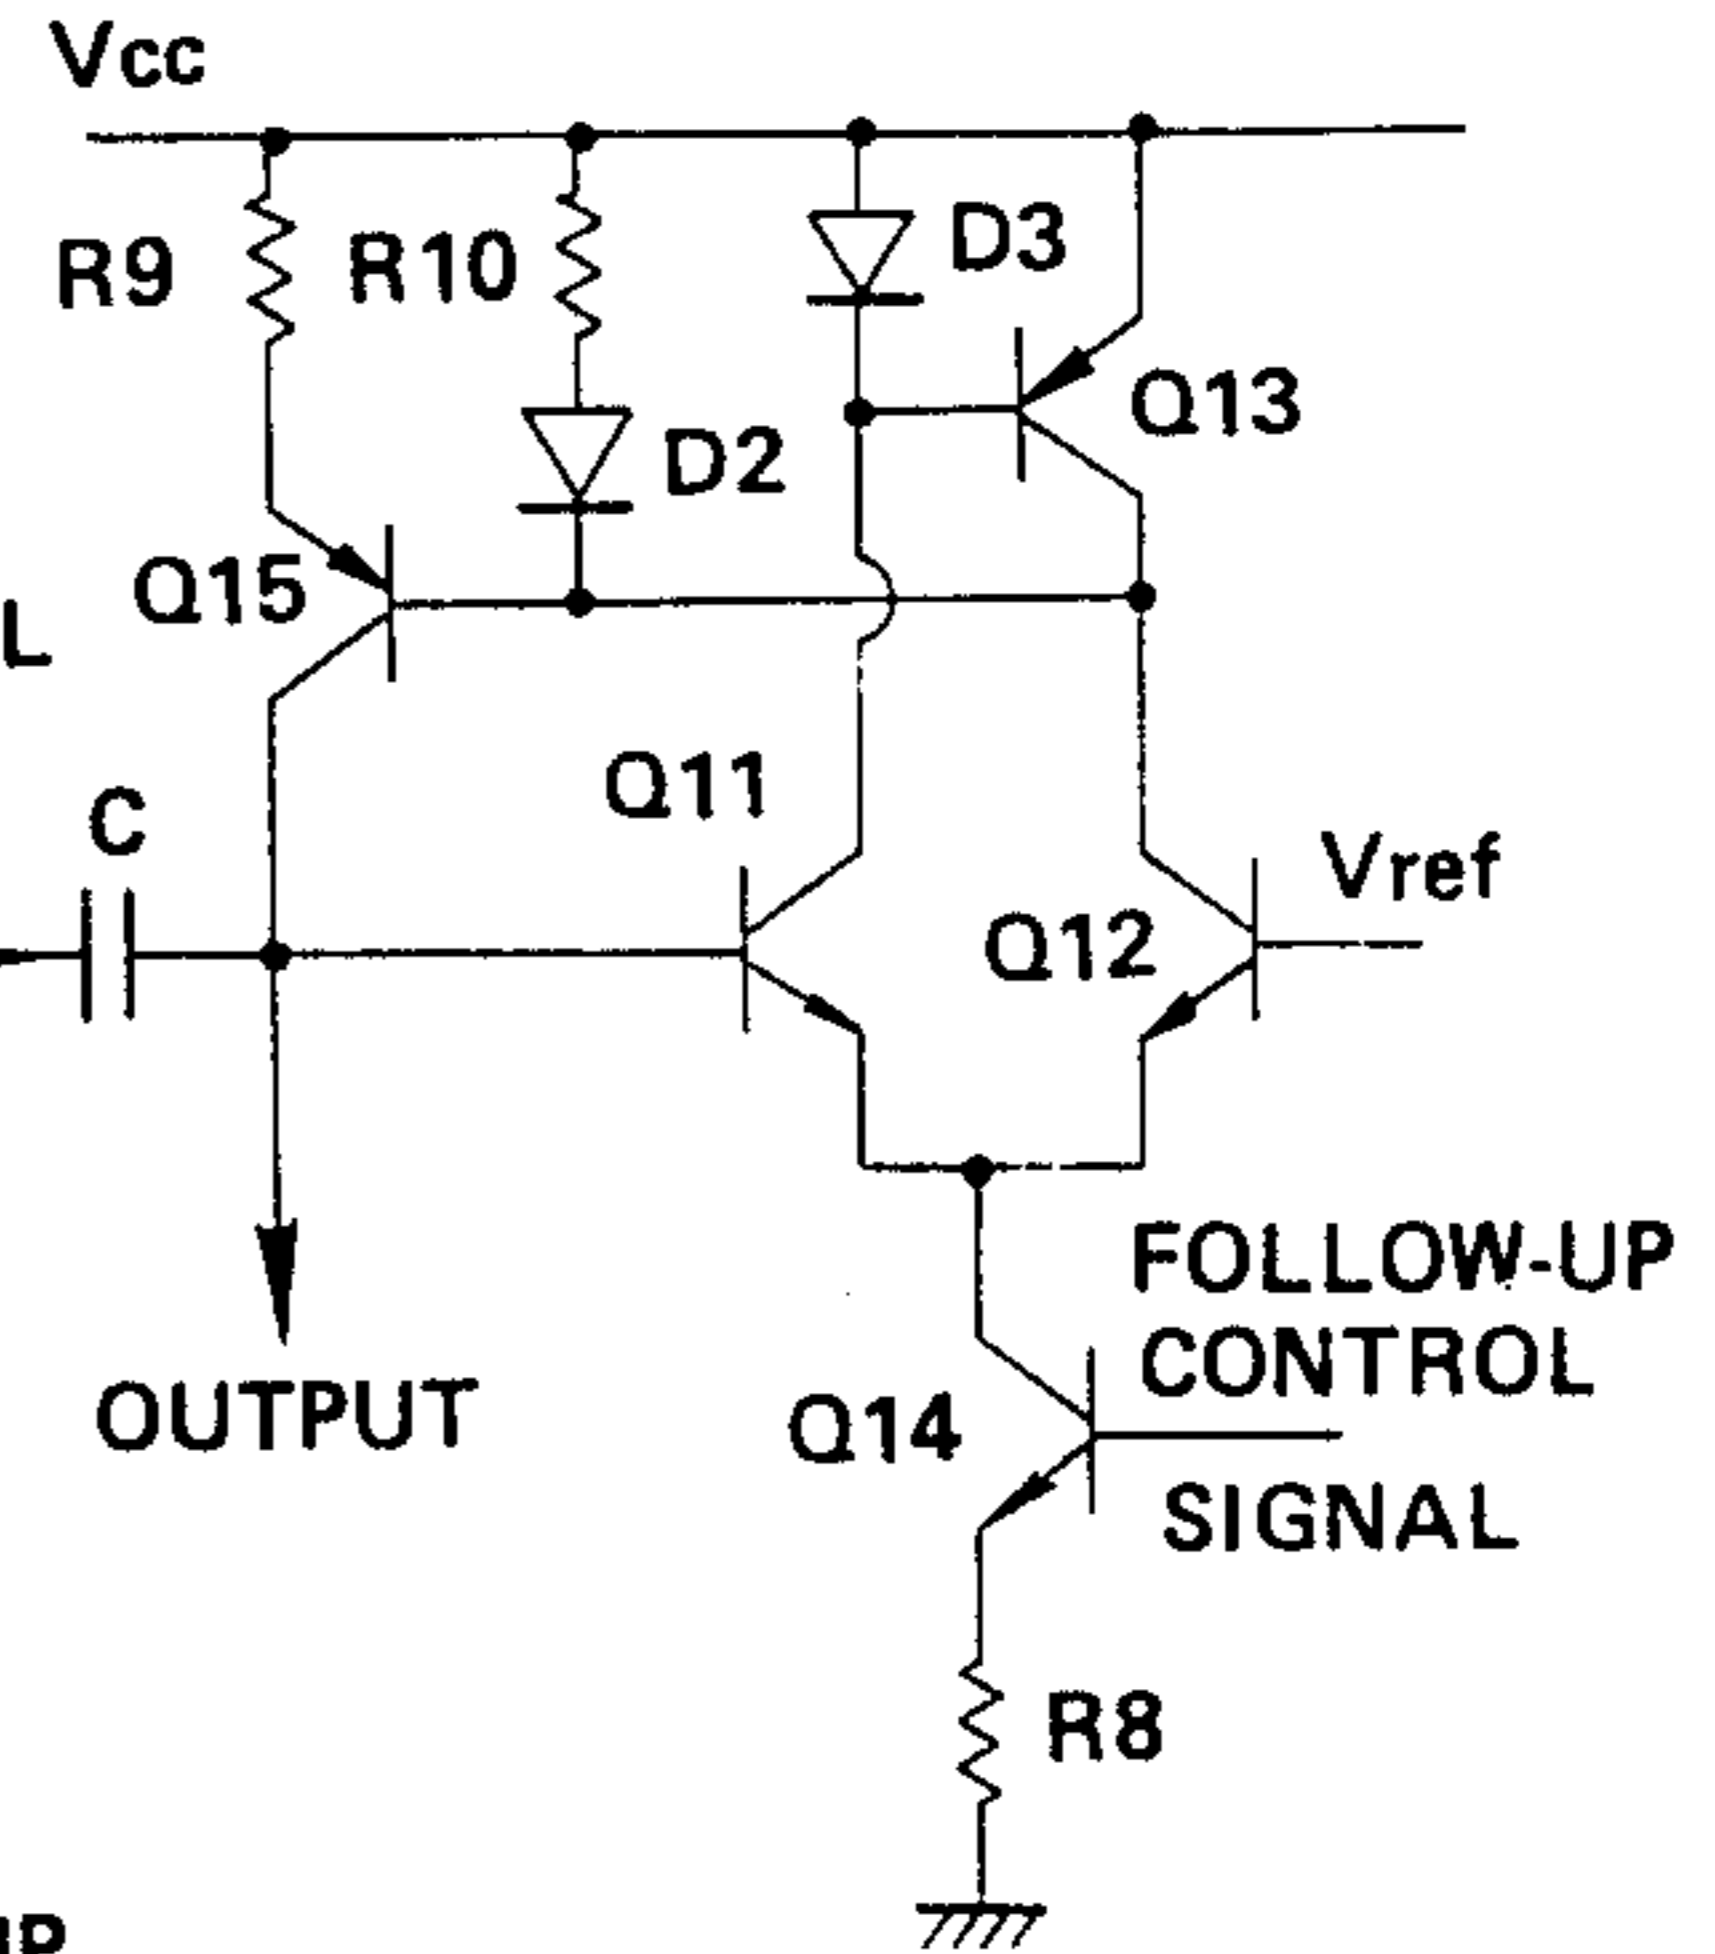 Vcc
R9
R10
D3
Q13
D2
Q15
L
Q11
C
Vref
Q12
FOLLOW-UP
CONTROL
OUTPUT
Q14
SIGNAL
R8